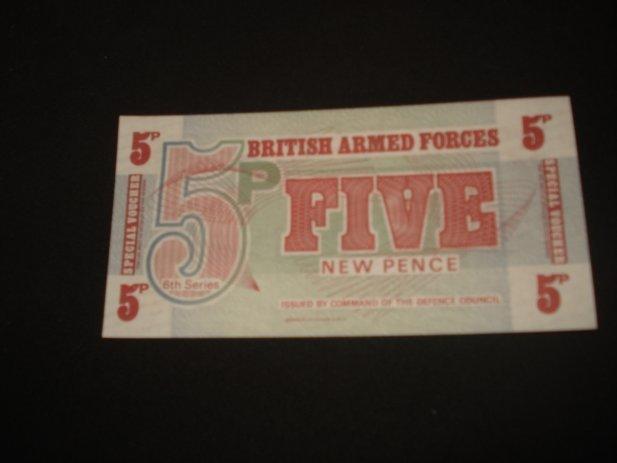 5P
BRITISH ARMED FORCES
5P
SPECIAL VOUCHER
5P
FIVE
NEW PENCE
SPECIAL VOUCHER
6th Series
ISSUED BY COMMAND OF THE DEFENCE COUNCIL
5P
5P